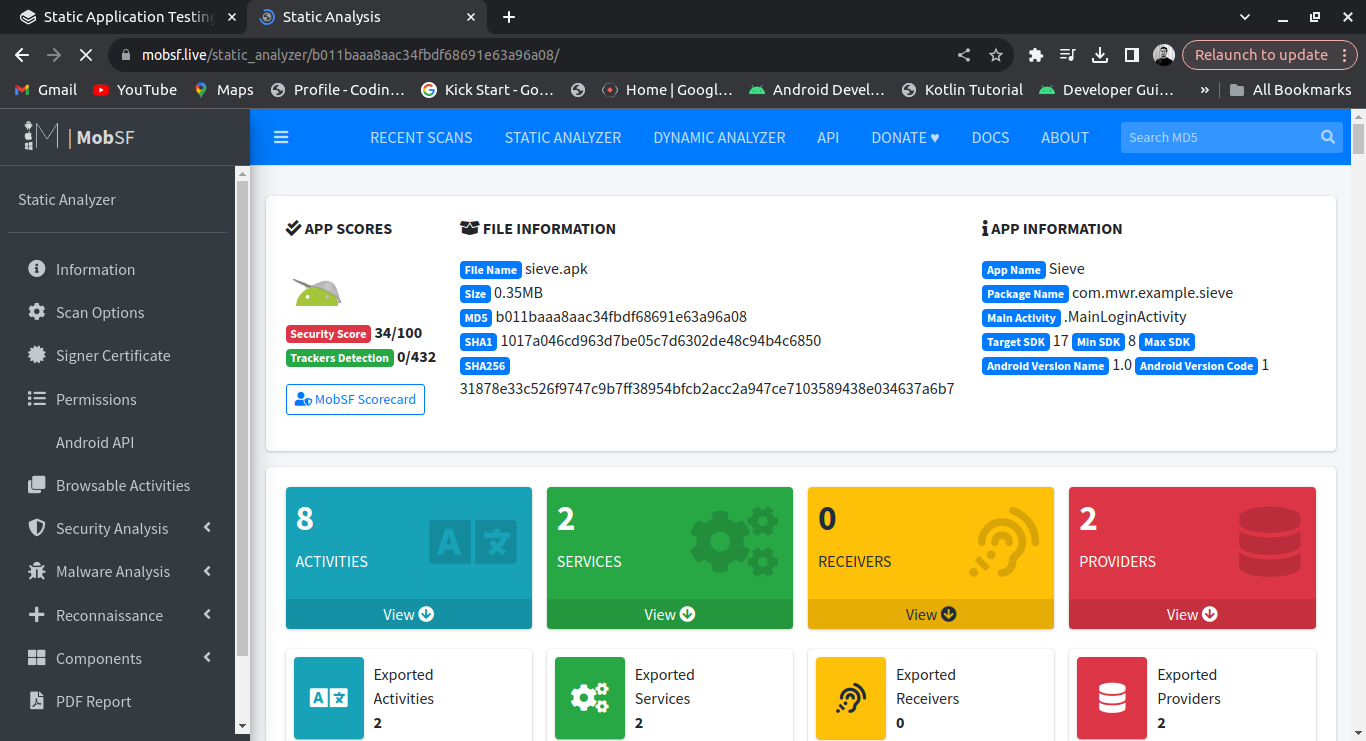 Static Application Testing
Static Analysis
mobsf.live/static_analyzer/b011baaa8aac34fbdf68691e63a96a08/
Relaunch to update
Gmail
YouTube
Maps
Profile - Codin...
Kick Start - Go...
Home | Googl...
Android Devel...
Kotlin Tutorial
Developer Gui...
»
All Bookmarks
M | MobSF
RECENT SCANS
STATIC ANALYZER
DYNAMIC ANALYZER
API
DONATE ♥
DOCS
ABOUT
Search MD5
Static Analyzer
Information
Scan Options
Signer Certificate
Permissions
Android API
Browsable Activities
Security Analysis
Malware Analysis
Reconnaissance
Components
PDF Report
APP SCORES
Security Score 34/100
Trackers Detection 0/432
MobSF Scorecard
FILE INFORMATION
File Name sieve.apk
Size 0.35MB
MD5 b011baaa8aac34fbdf68691e63a96a08
SHA1 1017a046cd963d7be05c7d6302de48c94b4c6850
SHA256
31878e33c526f9747c9b7ff38954bfcb2acc2a947ce7103589438e034637a6b7
APP INFORMATION
App Name Sieve
Package Name com.mwr.example.sieve
Main Activity .MainLoginActivity
Target SDK 17 Min SDK 8 Max SDK
Android Version Name 1.0 Android Version Code 1
8
ACTIVITIES
View
2
SERVICES
View
0
RECEIVERS
View
2
PROVIDERS
View
Exported
Activities
2
Exported
Services
2
Exported
Receivers
0
Exported
Providers
2